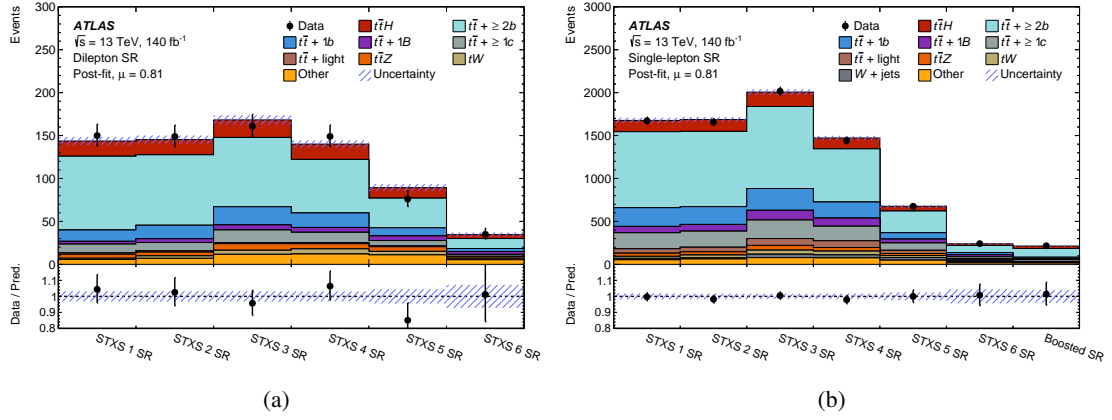 Events
300
250
200
150
100
50
0
ATLAS
√s = 13 TeV, 140 fb⁻¹
Dilepton SR
Post-fit, μ = 0.81
Data
tt̄H
tt̄ + ≥ 2b
tt̄ + 1b
tt̄ + 1B
tt̄ + ≥ 1c
tt̄ + light
tt̄Z
tW
Other
Uncertainty
Data / Pred.
1.1
1
0.9
0.8
STXS 1 SR
STXS 2 SR
STXS 3 SR
STXS 4 SR
STXS 5 SR
STXS 6 SR
(a)
Events
3000
2500
2000
1500
1000
500
0
ATLAS
√s = 13 TeV, 140 fb⁻¹
Single-lepton SR
Post-fit, μ = 0.81
Data
tt̄H
tt̄ + ≥ 2b
tt̄ + 1b
tt̄ + 1B
tt̄ + ≥ 1c
tt̄ + light
tt̄Z
tW
W + jets
Other
Uncertainty
Data / Pred.
1.1
1
0.9
0.8
STXS 1 SR
STXS 2 SR
STXS 3 SR
STXS 4 SR
STXS 5 SR
STXS 6 SR
Boosted SR
(b)